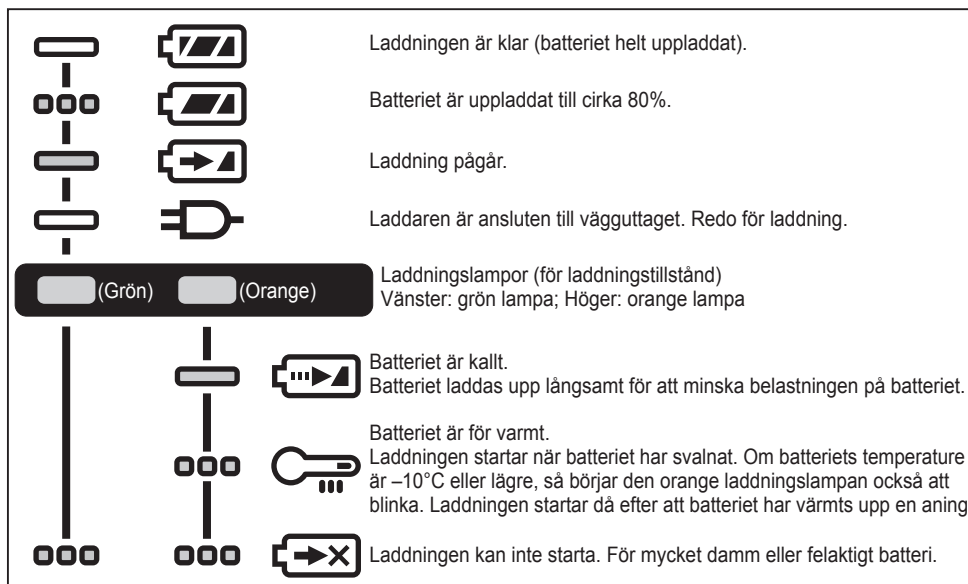 Laddningen är klar (batteriet helt uppladdat).
Batteriet är uppladdat till cirka 80%.
Laddning pågår.
Laddaren är ansluten till vägguttaget. Redo för laddning.
(Grön) (Orange)
Laddningslampor (för laddningstillstånd)
Vänster: grön lampa; Höger: orange lampa
Batteriet är kallt.
Batteriet laddas upp långsamt för att minska belastningen på batteriet.
Batteriet är för varmt.
Laddningen startar när batteriet har svalnat. Om batteriets temperature
är –10°C eller lägre, så börjar den orange laddningslampan också att
blinka. Laddningen startar då efter att batteriet har värmts upp en aning
Laddningen kan inte starta. För mycket damm eller felaktigt batteri.